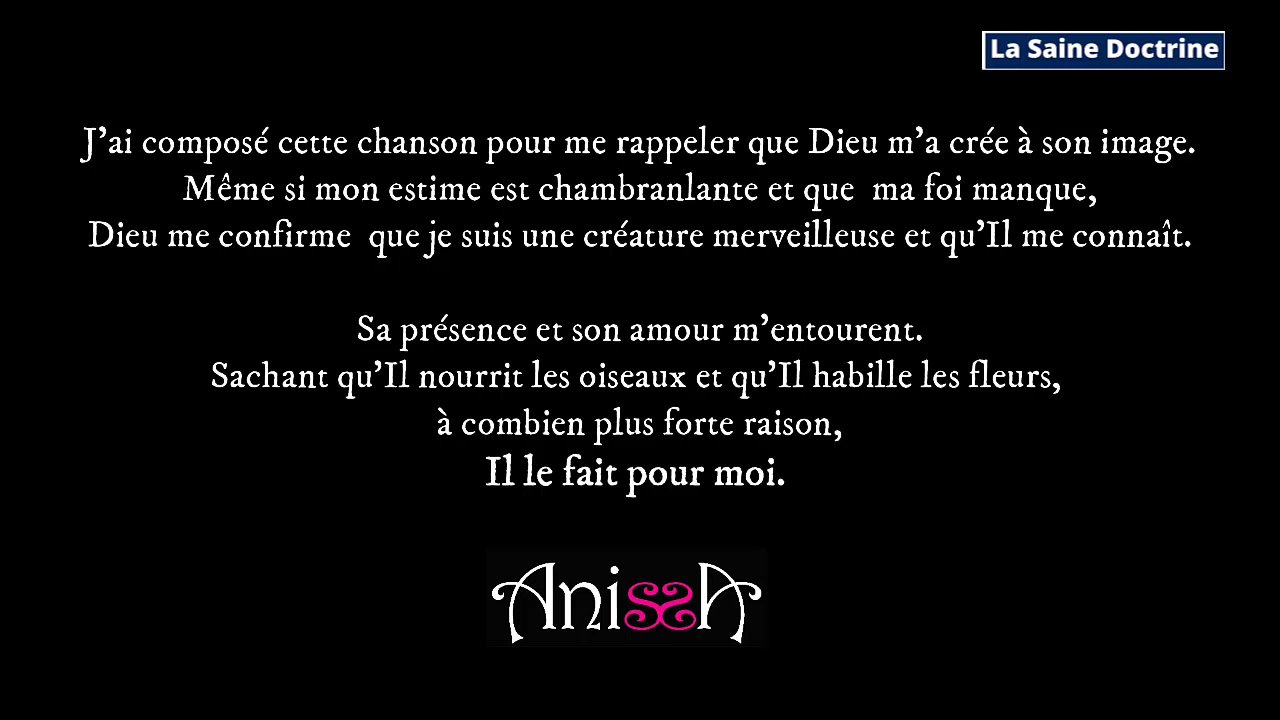 La Saine Doctrine
J'ai composé cette chanson pour me rappeler que Dieu m'a crée à son image.
Même si mon estime est chambranlante et que ma foi manque,
Dieu me confirme que je suis une créature merveilleuse et qu'Il me connaît.
Sa présence et son amour m'entourent.
Sachant qu'Il nourrit les oiseaux et qu'Il habille les fleurs,
à combien plus forte raison,
Il le fait pour moi.
AnissA